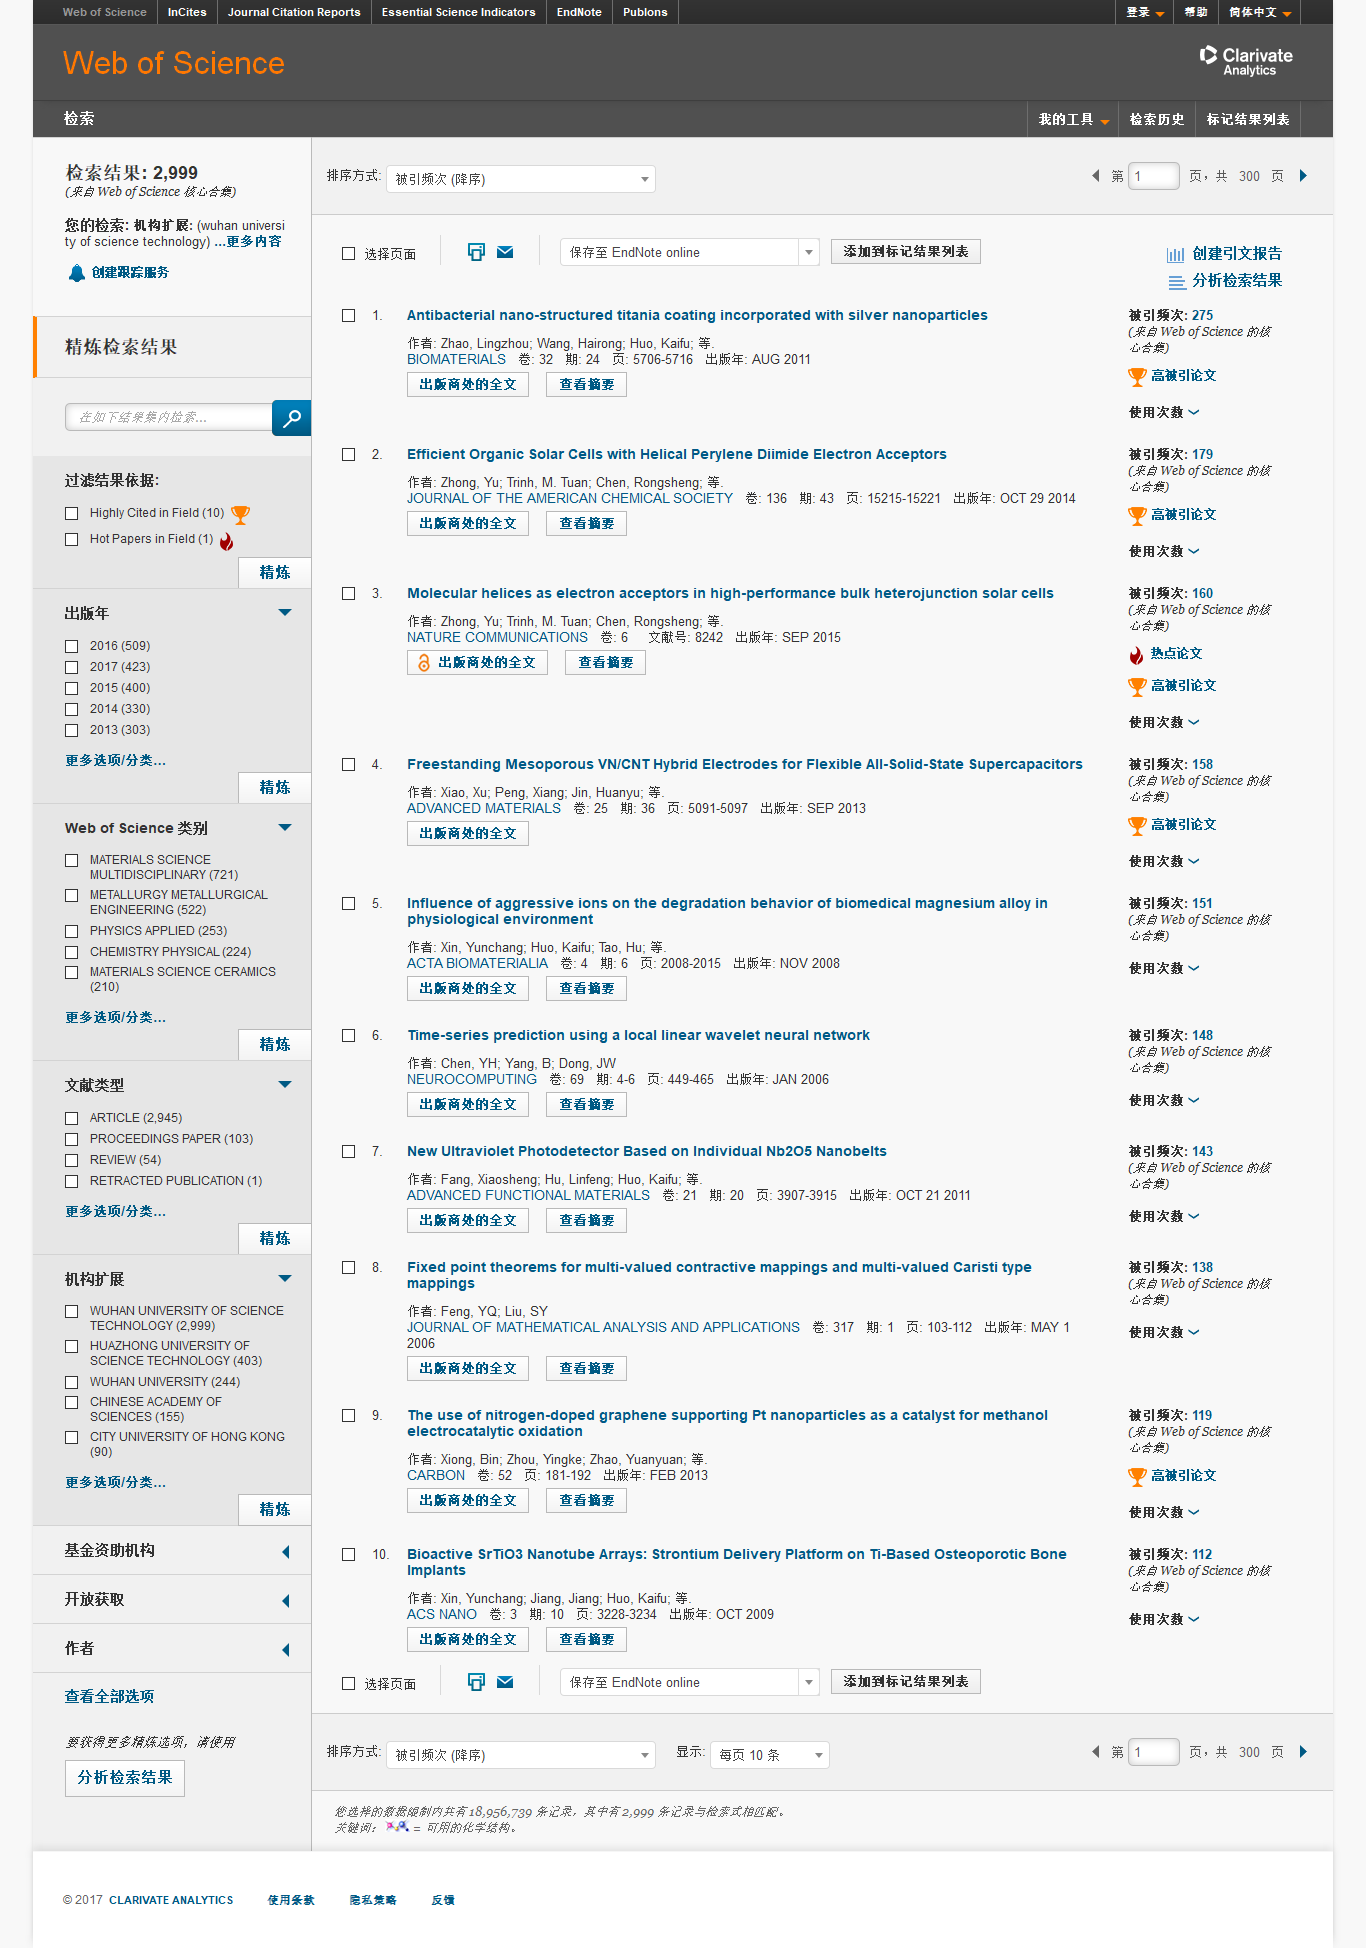 Web of Science InCites Journal Citation Reports Essential Science Indicators EndNote Publons 登录 帮助 简体中文
Web of Science
Clarivate
Analytics
检索 我的工具 检索历史 标记结果列表
检索结果: 2,999
(来自 Web of Science 核心合集)
您的检索: 机构扩展: (wuhan universi
ty of science technology) ...更多内容
创建跟踪服务
精炼检索结果
在如下结果集内检索...
过滤结果依据:
Highly Cited in Field (10)
Hot Papers in Field (1)
精炼
出版年
2016 (509)
2017 (423)
2015 (400)
2014 (330)
2013 (303)
更多选项/分类...
精炼
Web of Science 类别
MATERIALS SCIENCE
MULTIDISCIPLINARY (721)
METALLURGY METALLURGICAL
ENGINEERING (522)
PHYSICS APPLIED (253)
CHEMISTRY PHYSICAL (224)
MATERIALS SCIENCE CERAMICS
(210)
更多选项/分类...
精炼
文献类型
ARTICLE (2,945)
PROCEEDINGS PAPER (103)
REVIEW (54)
RETRACTED PUBLICATION (1)
更多选项/分类...
精炼
机构扩展
WUHAN UNIVERSITY OF SCIENCE
TECHNOLOGY (2,999)
HUAZHONG UNIVERSITY OF
SCIENCE TECHNOLOGY (403)
WUHAN UNIVERSITY (244)
CHINESE ACADEMY OF
SCIENCES (155)
CITY UNIVERSITY OF HONG KONG
(90)
更多选项/分类...
精炼
基金资助机构
开放获取
作者
查看全部选项
要获得更多精炼选项，请使用
分析检索结果
排序方式: 被引频次 (降序) 第 1 页，共 300 页
选择页面 保存至 EndNote online 添加到标记结果列表
创建引文报告
分析检索结果
1. Antibacterial nano-structured titania coating incorporated with silver nanoparticles
作者: Zhao, Lingzhou; Wang, Hairong; Huo, Kaifu; 等.
BIOMATERIALS 卷: 32 期: 24 页: 5706-5716 出版年: AUG 2011
出版商处的全文 查看摘要
被引频次: 275
(来自 Web of Science 的核
心合集)
高被引论文
使用次数
2. Efficient Organic Solar Cells with Helical Perylene Diimide Electron Acceptors
作者: Zhong, Yu; Trinh, M. Tuan; Chen, Rongsheng; 等.
JOURNAL OF THE AMERICAN CHEMICAL SOCIETY 卷: 136 期: 43 页: 15215-15221 出版年: OCT 29 2014
出版商处的全文 查看摘要
被引频次: 179
(来自 Web of Science 的核
心合集)
高被引论文
使用次数
3. Molecular helices as electron acceptors in high-performance bulk heterojunction solar cells
作者: Zhong, Yu; Trinh, M. Tuan; Chen, Rongsheng; 等.
NATURE COMMUNICATIONS 卷: 6 文献号: 8242 出版年: SEP 2015
出版商处的全文 查看摘要
被引频次: 160
(来自 Web of Science 的核
心合集)
热点论文
高被引论文
使用次数
4. Freestanding Mesoporous VN/CNT Hybrid Electrodes for Flexible All-Solid-State Supercapacitors
作者: Xiao, Xu; Peng, Xiang; Jin, Huanyu; 等.
ADVANCED MATERIALS 卷: 25 期: 36 页: 5091-5097 出版年: SEP 2013
出版商处的全文
被引频次: 158
(来自 Web of Science 的核
心合集)
高被引论文
使用次数
5. Influence of aggressive ions on the degradation behavior of biomedical magnesium alloy in
physiological environment
作者: Xin, Yunchang; Huo, Kaifu; Tao, Hu; 等.
ACTA BIOMATERIALIA 卷: 4 期: 6 页: 2008-2015 出版年: NOV 2008
出版商处的全文 查看摘要
被引频次: 151
(来自 Web of Science 的核
心合集)
使用次数
6. Time-series prediction using a local linear wavelet neural network
作者: Chen, YH; Yang, B; Dong, JW
NEUROCOMPUTING 卷: 69 期: 4-6 页: 449-465 出版年: JAN 2006
出版商处的全文 查看摘要
被引频次: 148
(来自 Web of Science 的核
心合集)
使用次数
7. New Ultraviolet Photodetector Based on Individual Nb2O5 Nanobelts
作者: Fang, Xiaosheng; Hu, Linfeng; Huo, Kaifu; 等.
ADVANCED FUNCTIONAL MATERIALS 卷: 21 期: 20 页: 3907-3915 出版年: OCT 21 2011
出版商处的全文 查看摘要
被引频次: 143
(来自 Web of Science 的核
心合集)
使用次数
8. Fixed point theorems for multi-valued contractive mappings and multi-valued Caristi type
mappings
作者: Feng, YQ; Liu, SY
JOURNAL OF MATHEMATICAL ANALYSIS AND APPLICATIONS 卷: 317 期: 1 页: 103-112 出版年: MAY 1
2006
出版商处的全文 查看摘要
被引频次: 138
(来自 Web of Science 的核
心合集)
使用次数
9. The use of nitrogen-doped graphene supporting Pt nanoparticles as a catalyst for methanol
electrocatalytic oxidation
作者: Xiong, Bin; Zhou, Yingke; Zhao, Yuanyuan; 等.
CARBON 卷: 52 页: 181-192 出版年: FEB 2013
出版商处的全文 查看摘要
被引频次: 119
(来自 Web of Science 的核
心合集)
高被引论文
使用次数
10. Bioactive SrTiO3 Nanotube Arrays: Strontium Delivery Platform on Ti-Based Osteoporotic Bone
Implants
作者: Xin, Yunchang; Jiang, Jiang; Huo, Kaifu; 等.
ACS NANO 卷: 3 期: 10 页: 3228-3234 出版年: OCT 2009
出版商处的全文 查看摘要
被引频次: 112
(来自 Web of Science 的核
心合集)
使用次数
选择页面 保存至 EndNote online 添加到标记结果列表
排序方式: 被引频次 (降序) 显示: 每页 10 条 第 1 页，共 300 页
您选择的数据限制内共有 18,956,739 条记录，其中有 2,999 条记录与检索式相匹配。
关键词: = 可用的化学结构。
© 2017 CLARIVATE ANALYTICS 使用条款 隐私策略 反馈